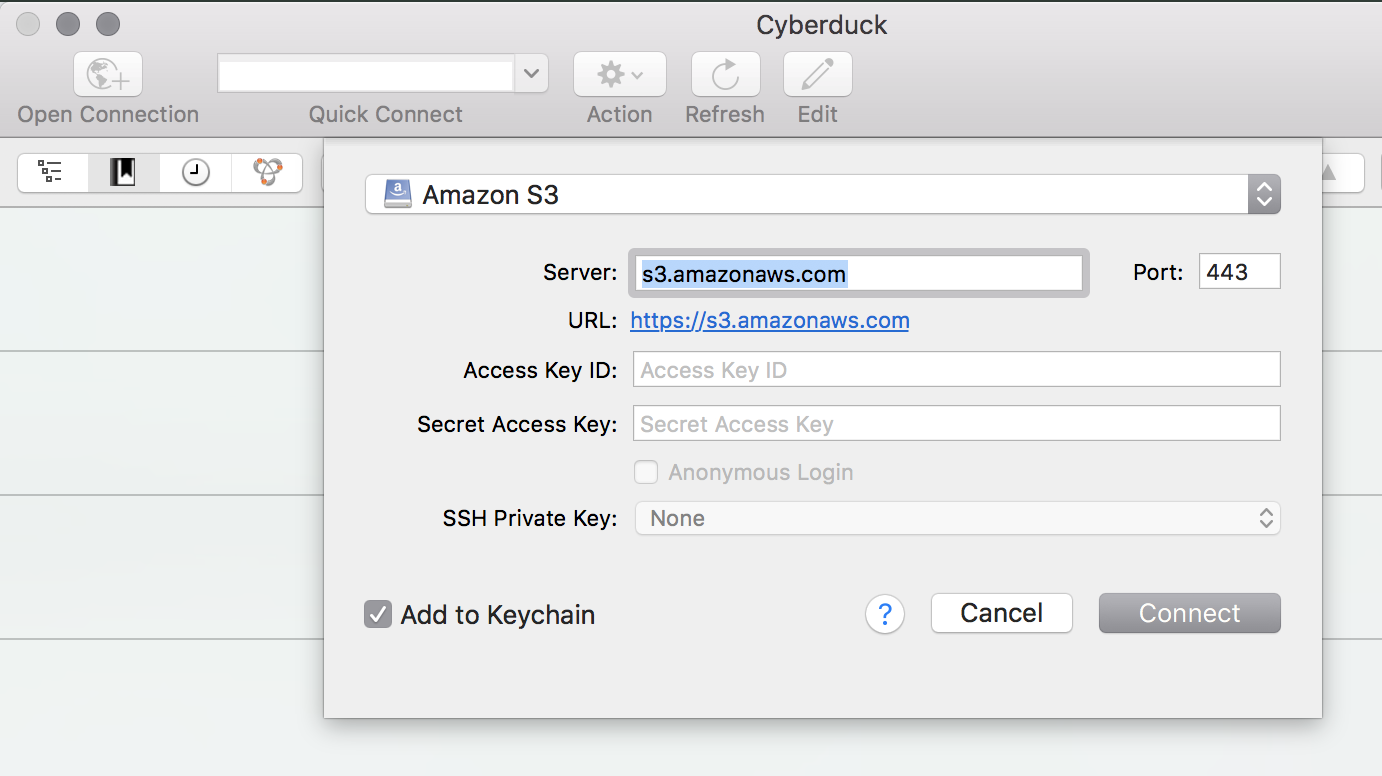 Cyberduck
Open Connection
Quick Connect
Action
Refresh
Edit
Amazon S3
Server: s3.amazonaws.com Port: 443
URL: https://s3.amazonaws.com
Access Key ID: Access Key ID
Secret Access Key: Secret Access Key
Anonymous Login
SSH Private Key: None
Add to Keychain ? Cancel Connect